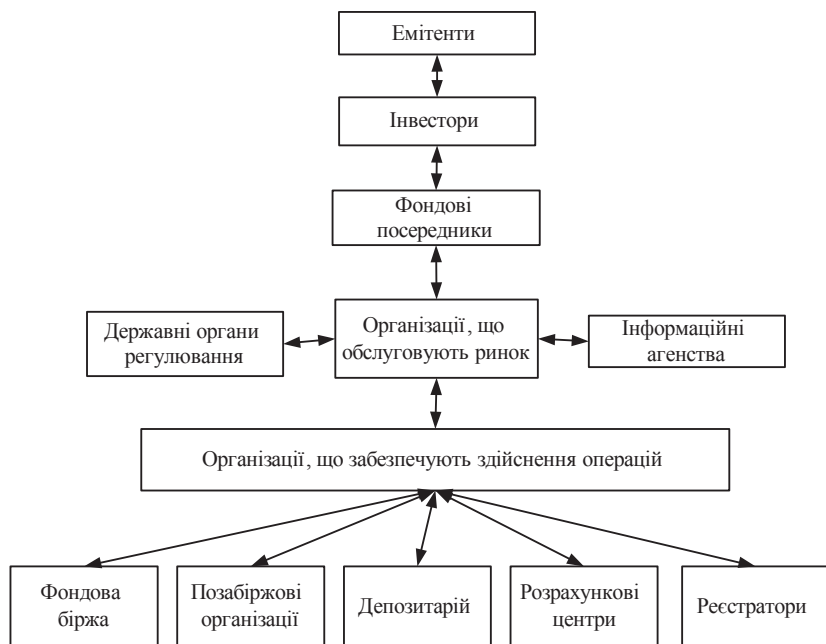 Емітенти
Інвестори
Фондові
посередники
Державні органи
регулювання
Організації, що
обслуговують ринок
Інформаційні
агенства
Організації, що забезпечують здійснення операцій
Фондова
біржа
Позабіржові
організації
Депозитарій
Розрахункові
центри
Реєстратори